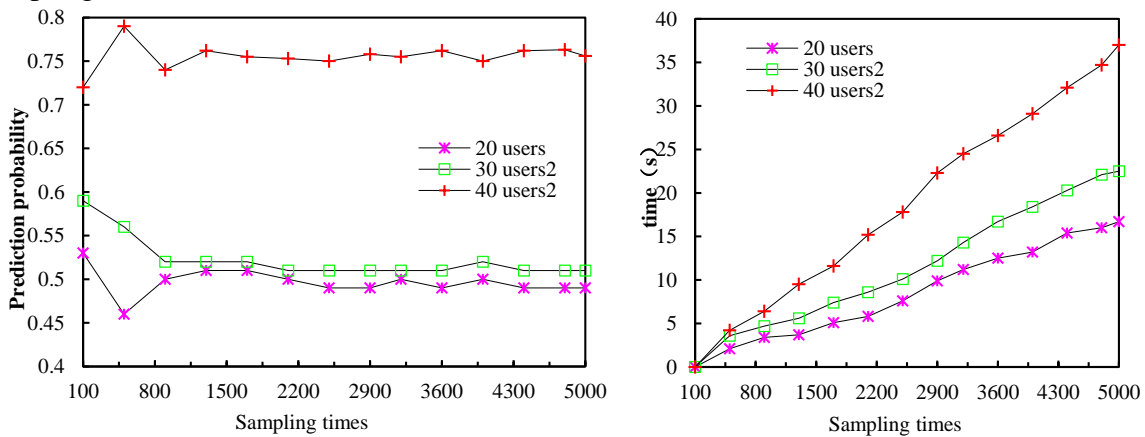 0.8
0.75
0.7
0.65
0.6
0.55
0.5
0.45
0.4
Prediction probability
20 users
30 users2
40 users2
100 800 1500 2200 2900 3600 4300 5000
Sampling times
40
35
30
25
20
15
10
5
0
time（s）
20 users
30 users2
40 users2
100 800 1500 2200 2900 3600 4300 5000
Sampling times